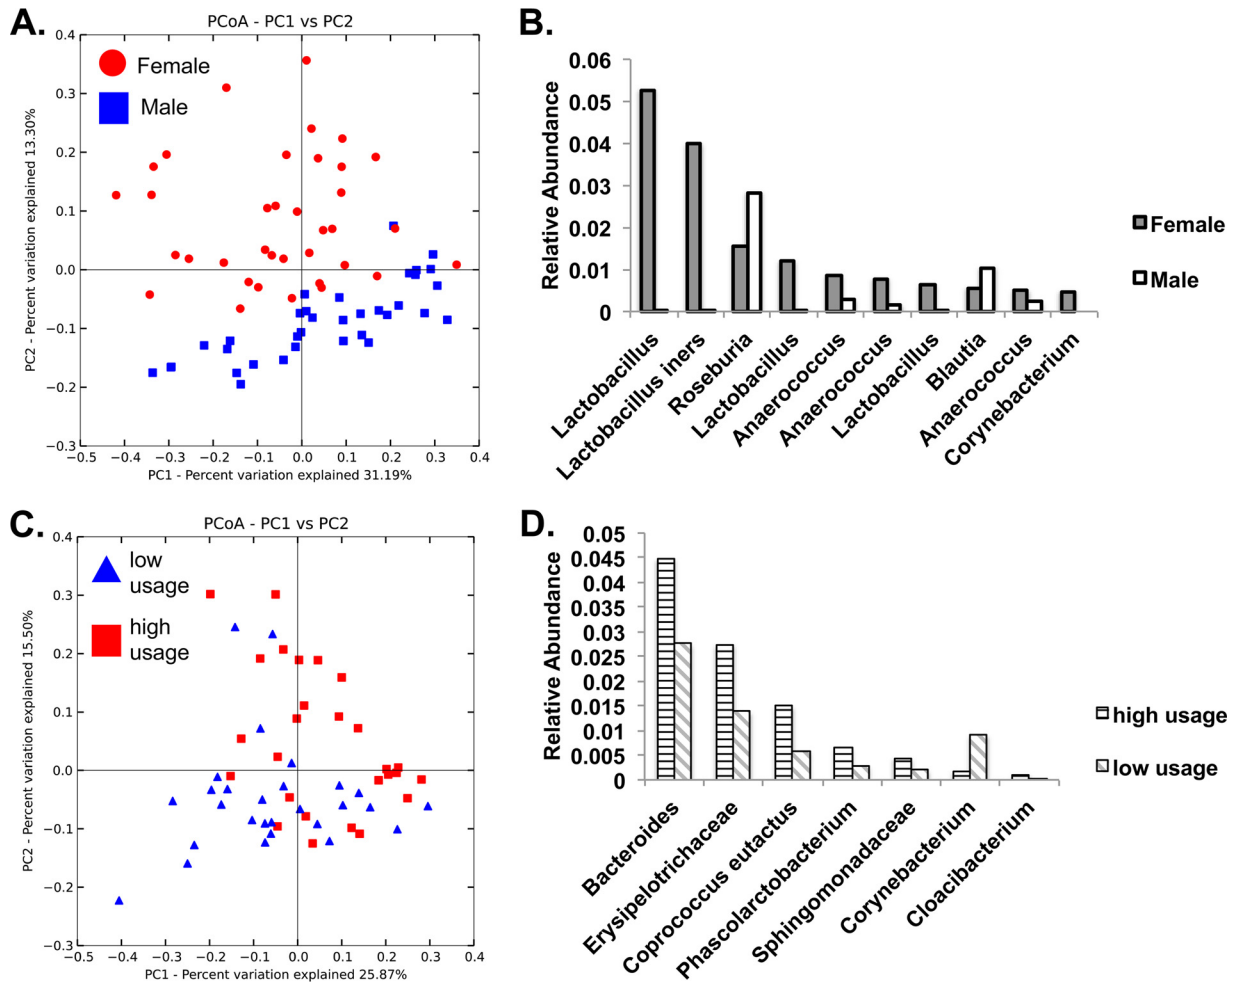 A.
PCoA - PC1 vs PC2
Female
Male
0.4
0.3
0.2
0.1
0.0
−0.1
−0.2
−0.3
PC2 - Percent variation explained 13.30%
−0.5 −0.4 −0.3 −0.2 −0.1 0.0 0.1 0.2 0.3 0.4
PC1 - Percent variation explained 31.19%
B.
Relative Abundance
0.06
0.05
0.04
0.03
0.02
0.01
0
Lactobacillus
Lactobacillus iners
Roseburia
Lactobacillus
Anaerococcus
Anaerococcus
Lactobacillus
Blautia
Anaerococcus
Corynebacterium
Female
Male
C.
PCoA - PC1 vs PC2
low
usage
high
usage
0.4
0.3
0.2
0.1
0.0
−0.1
−0.2
−0.3
PC2 - Percent variation explained 15.50%
−0.5 −0.4 −0.3 −0.2 −0.1 0.0 0.1 0.2 0.3 0.4
PC1 - Percent variation explained 25.87%
D.
Relative Abundance
0.05
0.045
0.04
0.035
0.03
0.025
0.02
0.015
0.01
0.005
0
Bacteroides
Erysipelotrichaceae
Coprococcus eutactus
Phascolarctobacterium
Sphingomonadaceae
Corynebacterium
Cloacibacterium
high usage
low usage